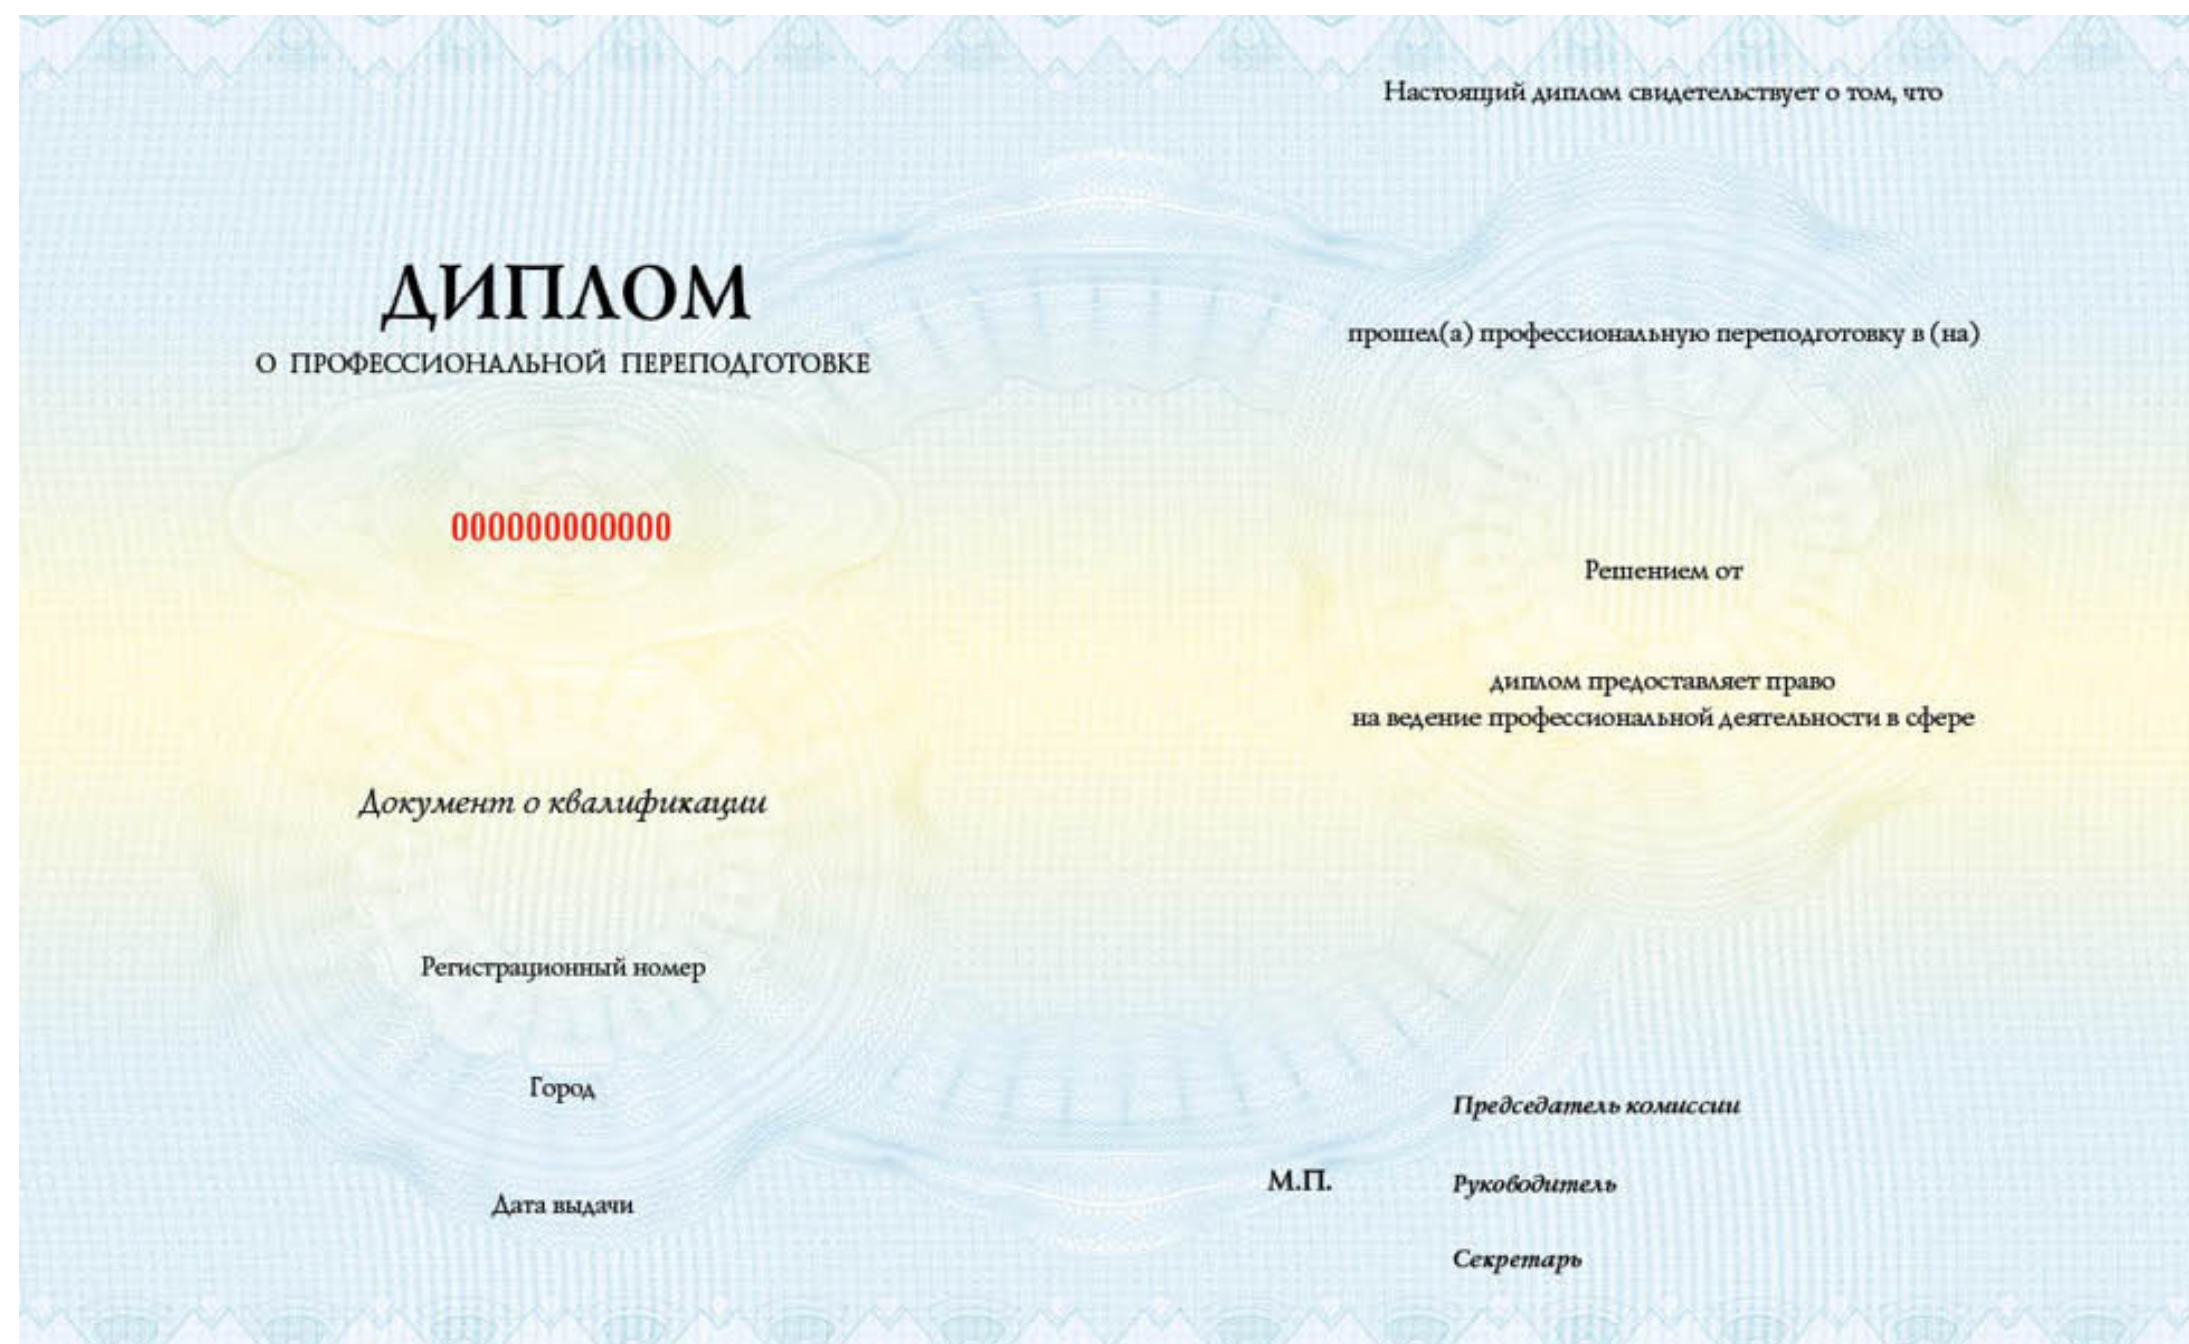 ДИПЛОМ
О ПРОФЕССИОНАЛЬНОЙ ПЕРЕПОДГОТОВКЕ
000000000000
Документ о квалификации
Регистрационный номер
Город
Дата выдачи
Настоящий диплом свидетельствует о том, что
прошел(а) профессиональную переподготовку в (на)
Решением от
диплом предоставляет право
на ведение профессиональной деятельности в сфере
Председатель комиссии
М.П.
Руководитель
Секретарь